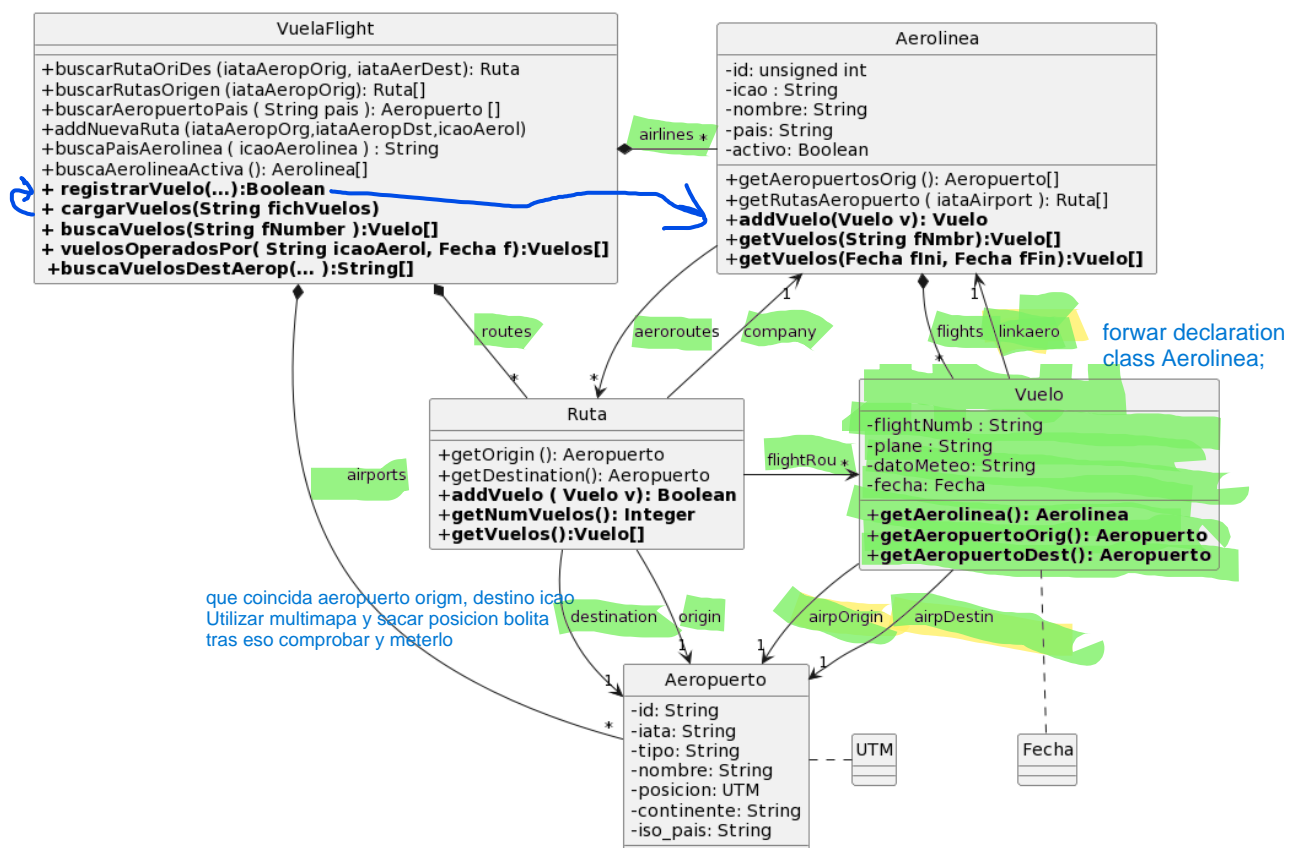 VuelaFlight
+buscarRutaOriDes (iataAeropOrig, iataAerDest): Ruta
+buscarRutasOrigen (iataAeropOrig): Ruta[]
+buscarAeropuertoPais ( String pais ): Aeropuerto []
+addNuevaRuta (iataAeropOrg,iataAeropDst,icaoAerol)
+buscaPaisAerolinea ( icaoAerolinea ) : String
+buscaAerolineaActiva (): Aerolinea[]
+ registrarVuelo(...):Boolean
+ cargarVuelos(String fichVuelos)
+ buscaVuelos(String fNumber ):Vuelo[]
+ vuelosOperadosPor( String icaoAerol, Fecha f):Vuelos[]
+buscaVuelosDestAerop(... ):String[]
airlines *
Aerolinea
-id: unsigned int
-icao : String
-nombre: String
-pais: String
-activo: Boolean
+getAeropuertosOrig (): Aeropuerto[]
+getRutasAeropuerto ( iataAirport ): Ruta[]
+addVuelo(Vuelo v): Vuelo
+getVuelos(String fNmbr):Vuelo[]
+getVuelos(Fecha fIni, Fecha fFin):Vuelo[]
routes
*
aeroroutes
*
company
1
flights
*
linkaero
1
forwar declaration
class Aerolinea;
Ruta
+getOrigin (): Aeropuerto
+getDestination(): Aeropuerto
+addVuelo ( Vuelo v): Boolean
+getNumVuelos(): Integer
+getVuelos():Vuelo[]
flightRou *
Vuelo
-flightNumb : String
-plane : String
-datoMeteo: String
-fecha: Fecha
+getAerolinea(): Aerolinea
+getAeropuertoOrig(): Aeropuerto
+getAeropuertoDest(): Aeropuerto
airports
*
que coincida aeropuerto origm, destino icao
Utilizar multimapa y sacar posicion bolita
tras eso comprobar y meterlo
destination
1
origin
1
airpOrigin
1
airpDestin
1
Aeropuerto
-id: String
-iata: String
-tipo: String
-nombre: String
-posicion: UTM
-continente: String
-iso_pais: String
UTM
Fecha